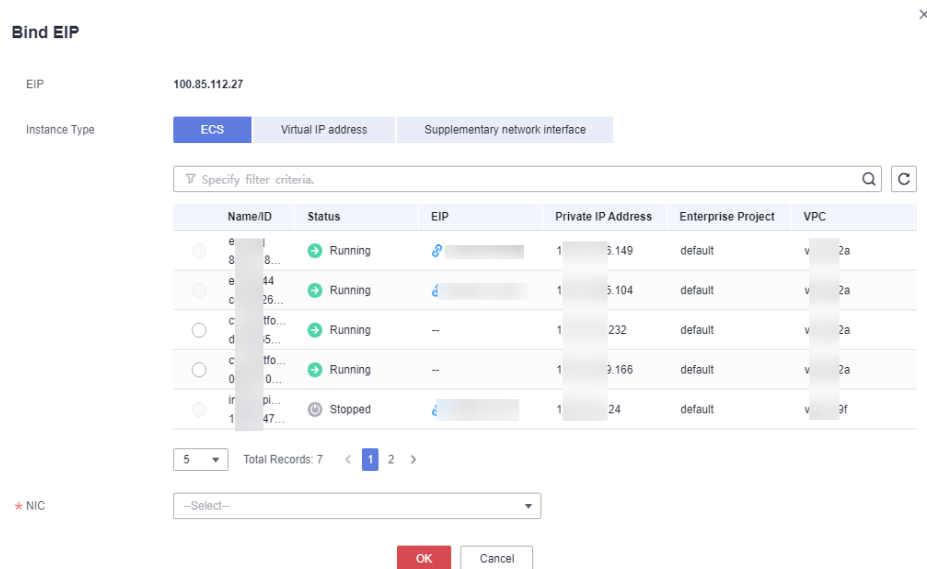 Bind EIP
EIP 100.85.112.27
Instance Type ECS Virtual IP address Supplementary network interface
Specify filter criteria.
Name/ID Status EIP Private IP Address Enterprise Project VPC
Running default
Running default
Running -- default
Running -- default
Stopped default
5 Total Records: 7 < 1 2 >
* NIC --Select--
OK Cancel